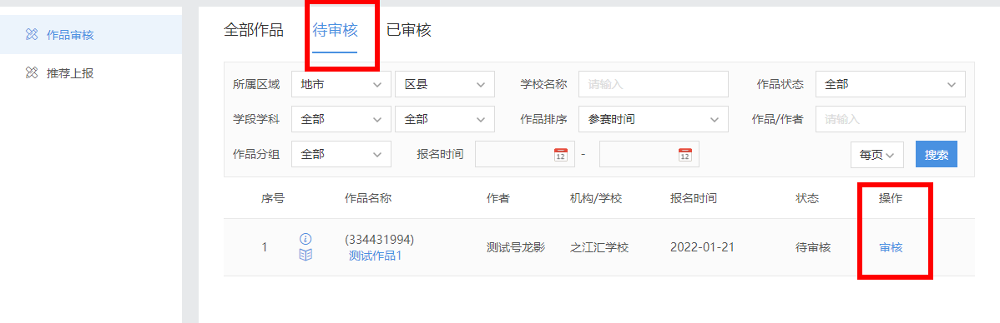 作品审核
推荐上报
全部作品 待审核 已审核
所属区域 地市 区县 学校名称 请输入 作品状态 全部
学段学科 全部 全部 作品排序 参赛时间 作品/作者 请输入
作品分组 全部 报名时间 12 - 12 每页 搜索
序号 作品名称 作者 机构/学校 报名时间 状态 操作
(334431994)
1 测试作品1 测试号龙影 之江汇学校 2022-01-21 待审核 审核